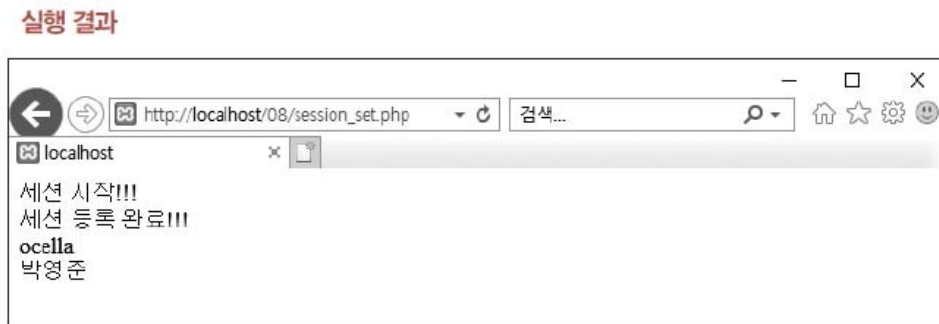 실행 결과
http://localhost/08/session_set.php
검색...
localhost
세션 시작!!!
세션 등록 완료!!!
ocella
박영준